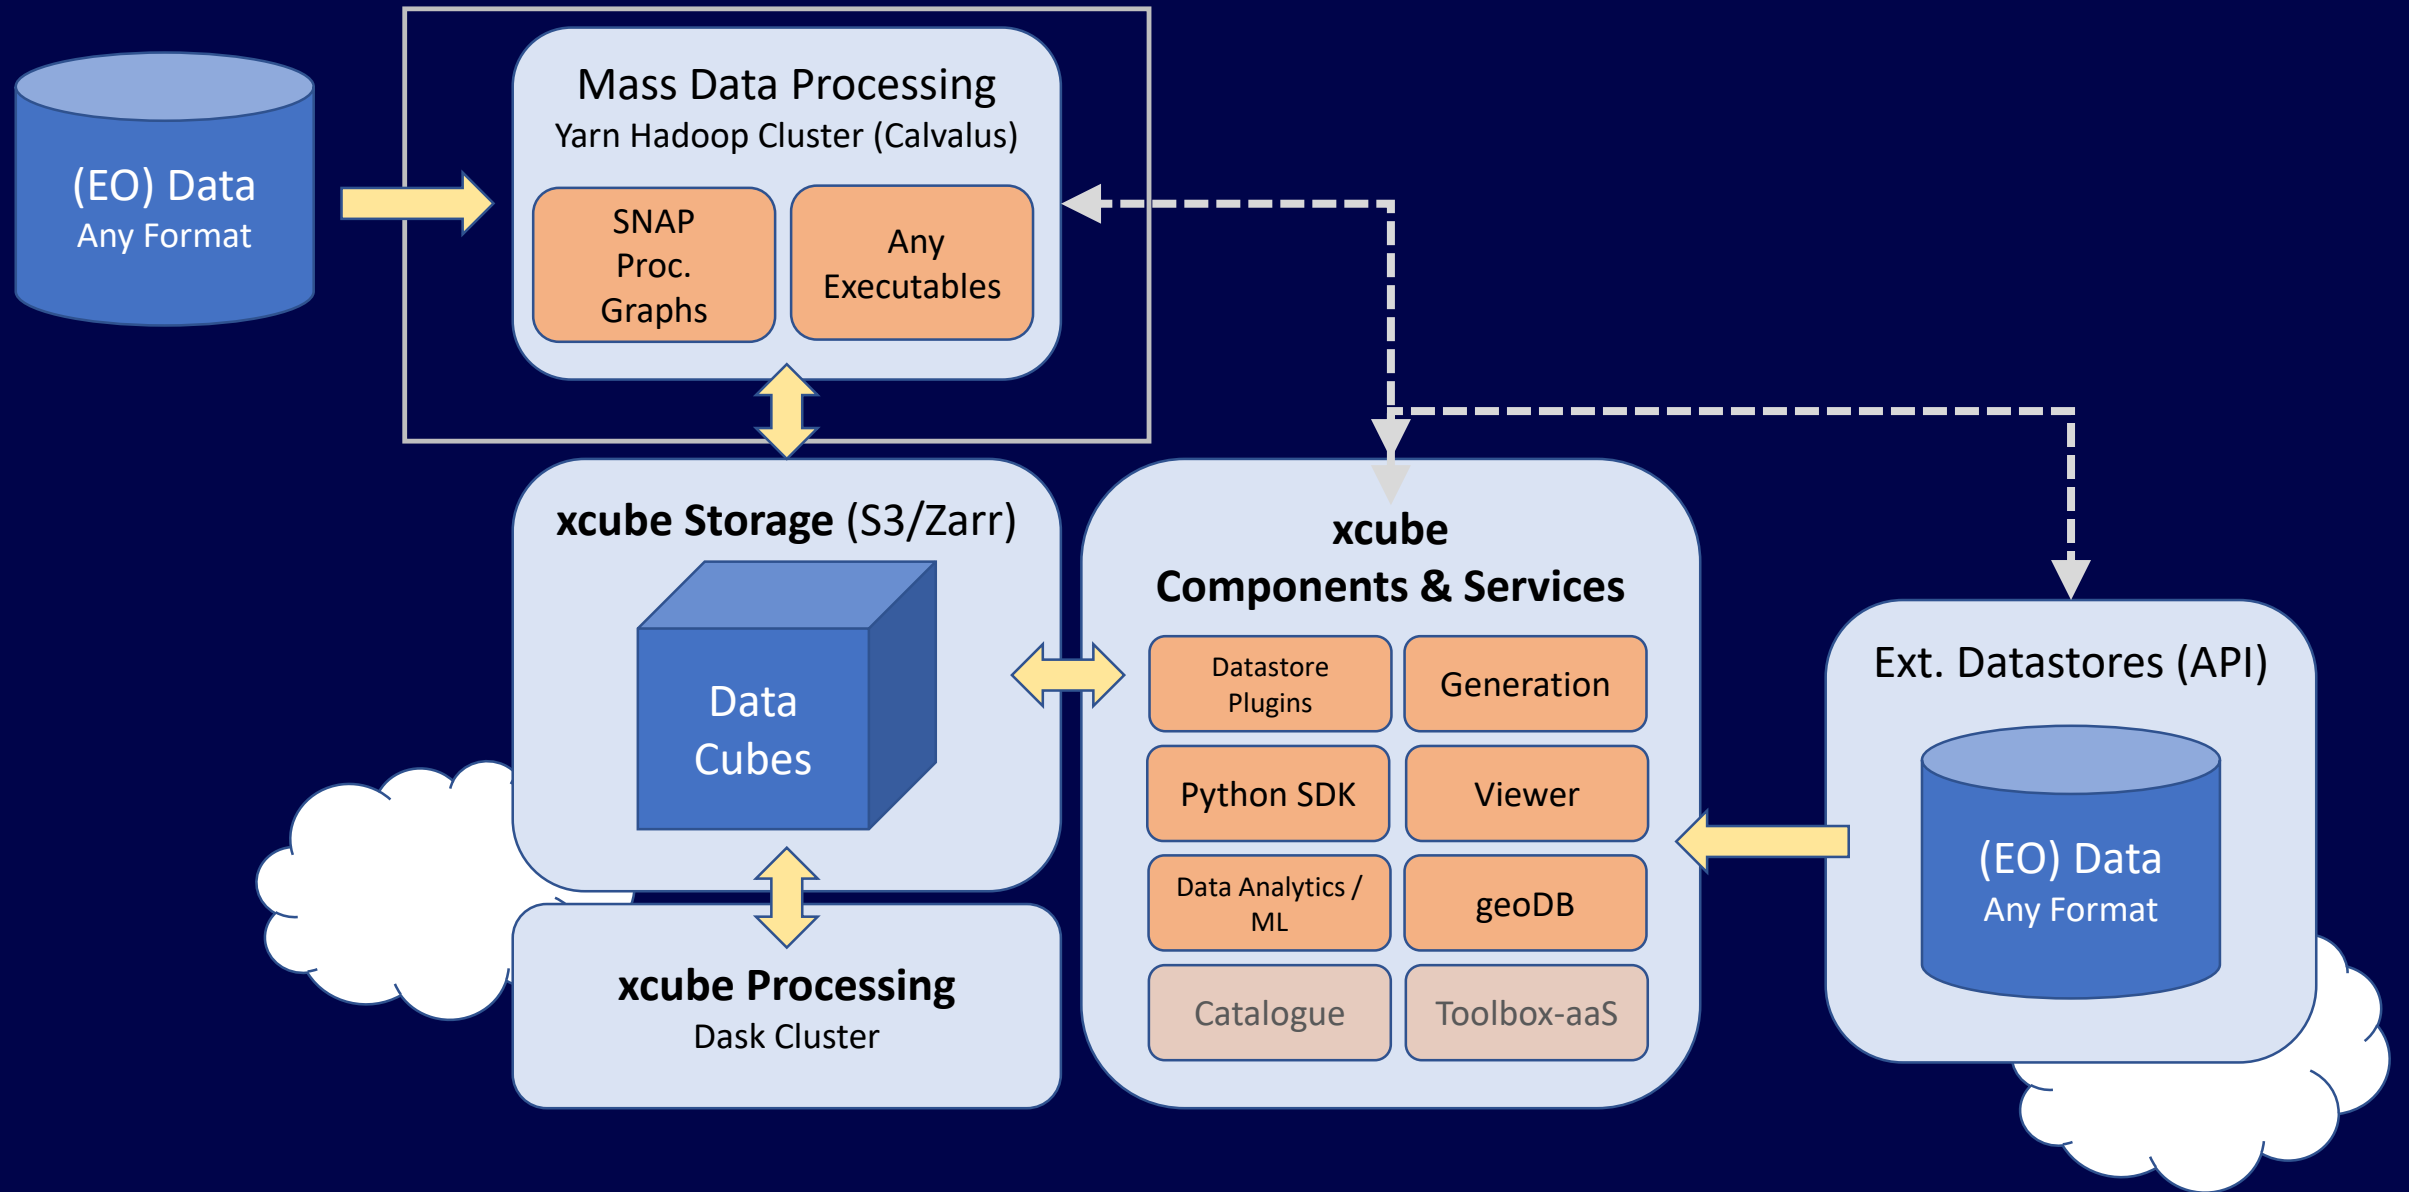 (EO) Data
Any Format
Mass Data Processing
Yarn Hadoop Cluster (Calvalus)
SNAP
Proc.
Graphs
Any
Executables
xcube Storage (S3/Zarr)
Data
Cubes
xcube Processing
Dask Cluster
xcube
Components & Services
Datastore
Plugins
Generation
Python SDK
Viewer
Data Analytics /
ML
geoDB
Catalogue
Toolbox-aaS
Ext. Datastores (API)
(EO) Data
Any Format